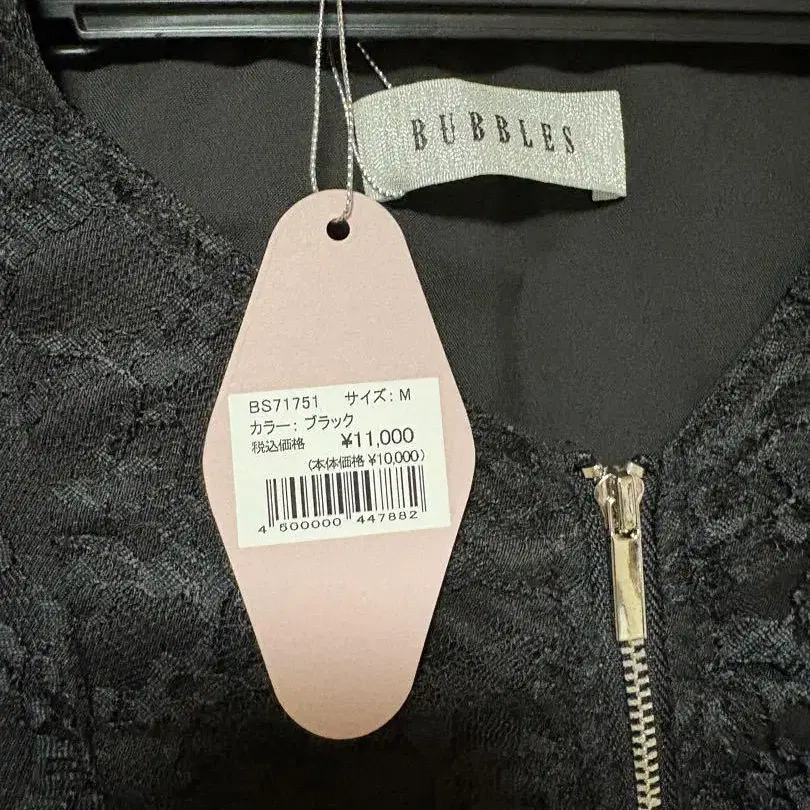 BUBBLES
BS71751 サイズ: M
カラー: ブラック
税込価格 ¥11,000
(本体価格 ¥10,000)
4 500000 447882